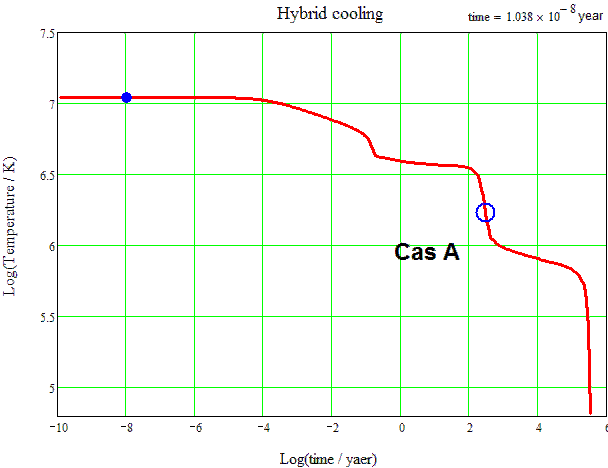 Hybrid cooling
time = 1.038 × 10⁻⁸ year
7.5
7
6.5
6
5.5
5
Log(Temperature / K)
Cas A
−10 −8 −6 −4 −2 0 2 4 6
Log(time / yaer)